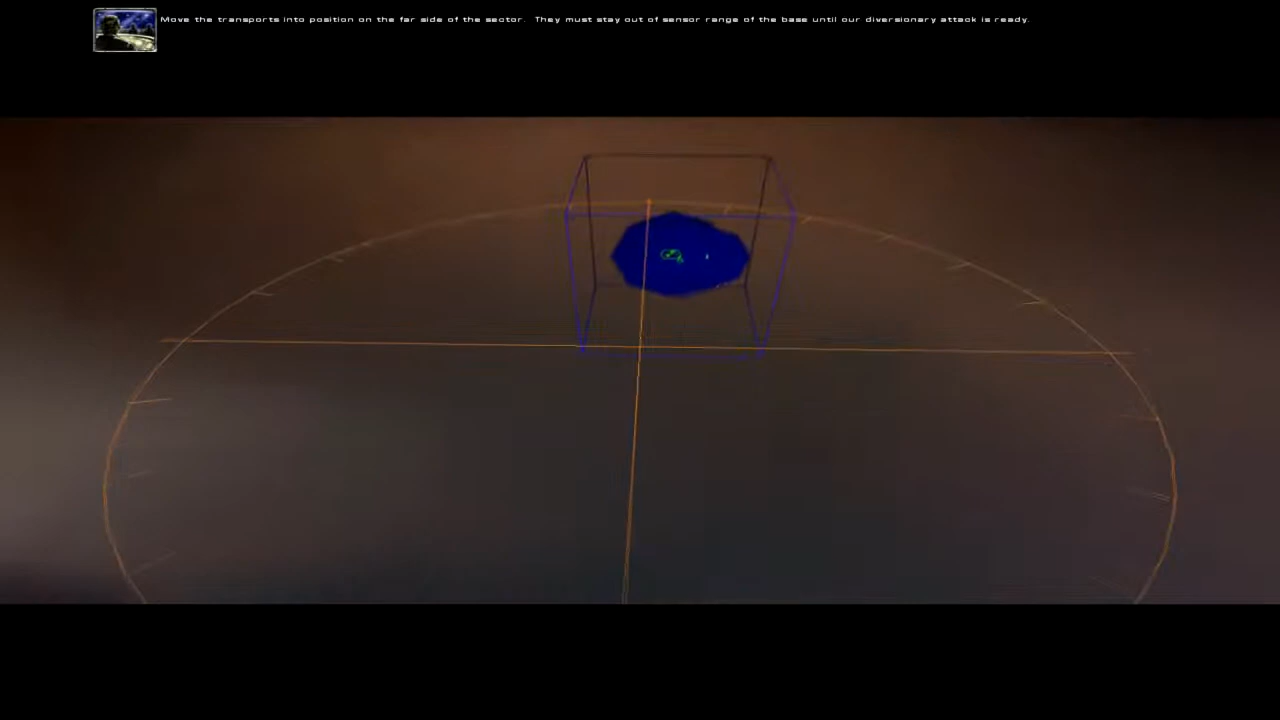 Move the transports into position on the far side of the sector. They must stay out of sensor range of the base until our diversionary attack is ready.